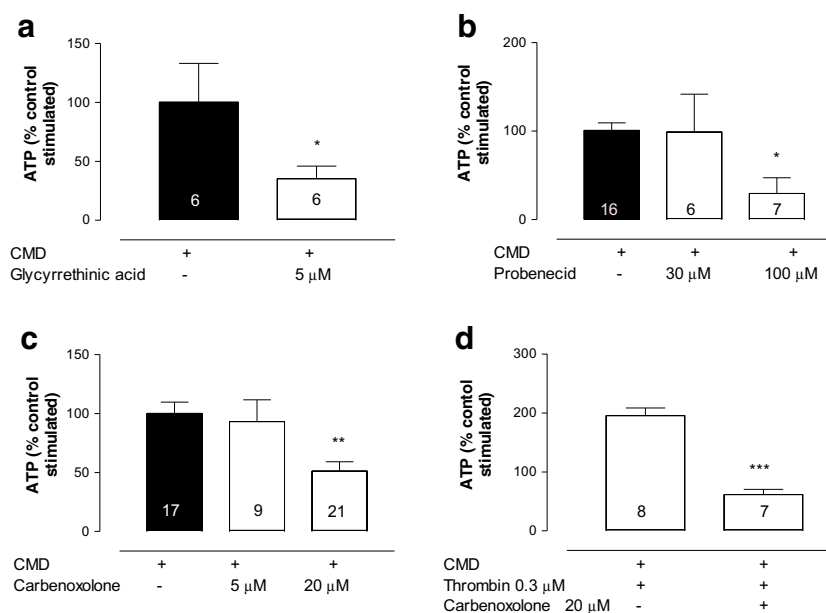 a
ATP (% control
stimulated)
150
100
50
0
*
6
6
CMD + +
Glycyrrethinic acid - 5 μM
b
ATP (% control
stimulated)
200
100
0
*
16
6
7
CMD + + +
Probenecid - 30 μM 100 μM
c
ATP (% control
stimulated)
150
100
50
0
**
17
9
21
CMD + + +
Carbenoxolone - 5 μM 20 μM
d
ATP (% contol
stimulated)
300
200
100
0
***
8
7
CMD + +
Thrombin 0.3 μM + +
Carbenoxolone 20 μM - +